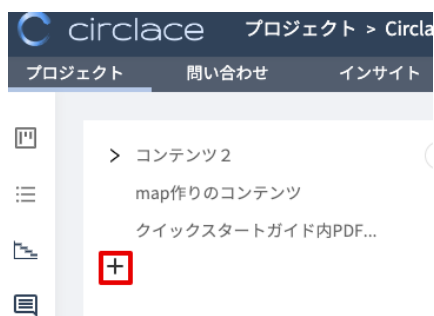 circlace プロジェクト > Circla
プロジェクト 問い合わせ インサイト
> コンテンツ2
map作りのコンテンツ
クイックスタートガイド内PDF...
+